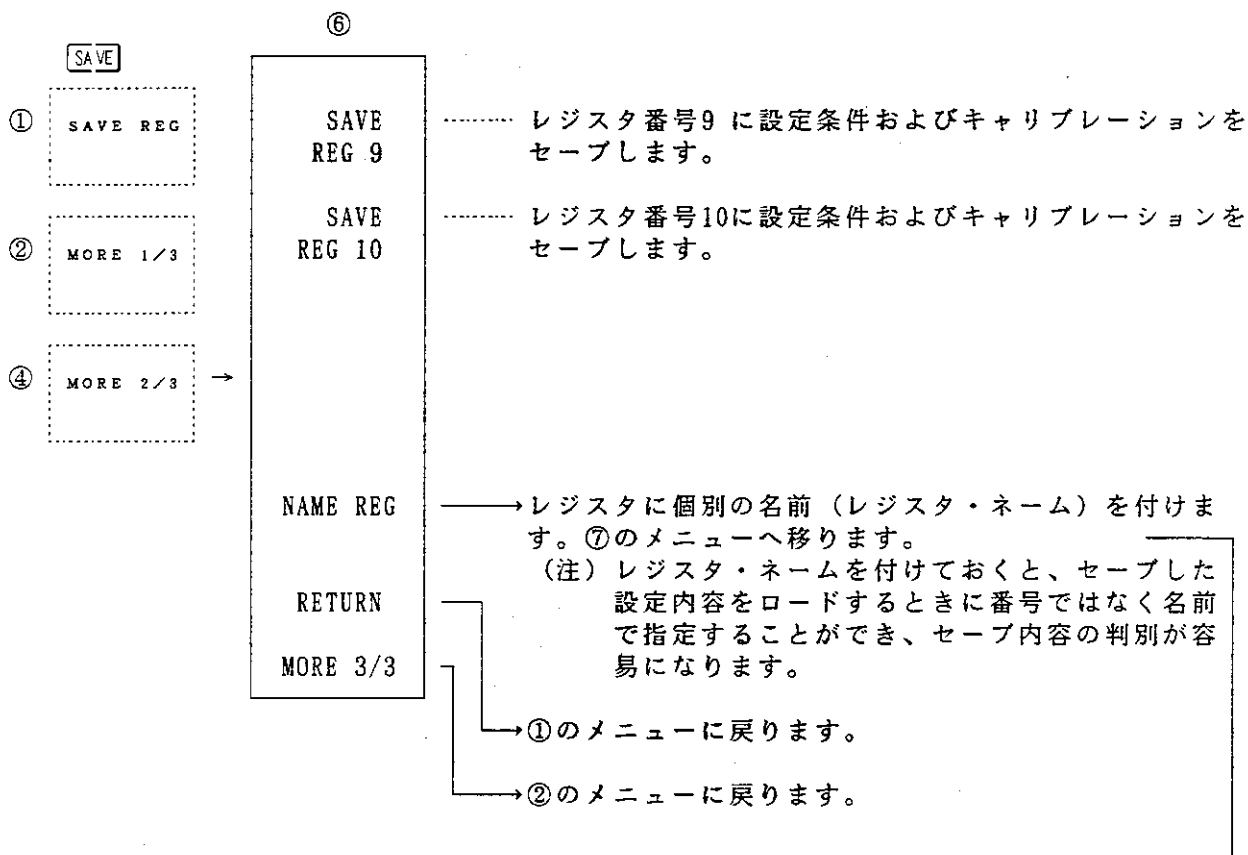 ⑥
SAVE
① SAVE REG
② MORE 1/3
④ MORE 2/3 →
SAVE
REG 9
……… レジスタ番号9 に設定条件およびキャリブレーションを
セーブします。
SAVE
REG 10
……… レジスタ番号10に設定条件およびキャリブレーションを
セーブします。
NAME REG
レジスタに個別の名前（レジスタ・ネーム）を付けま
す。⑦のメニューへ移ります。
（注）レジスタ・ネームを付けておくと、セーブした
設定内容をロードするときに番号ではなく名前
で指定することができ、セーブ内容の判別が容
易になります。
RETURN
MORE 3/3
①のメニューに戻ります。
②のメニューに戻ります。